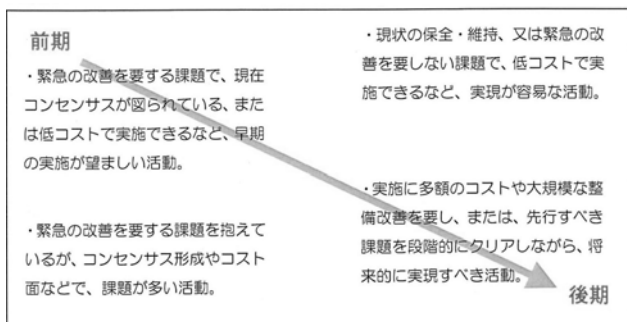 前期
・緊急の改善を要する課題で、現在
コンセンサスが図られている、また
は低コストで実施できるなど、早期
の実施が望ましい活動。
・緊急の改善を要する課題を抱えて
いるが、コンセンサス形成やコスト
面などで、課題が多い活動。
・現状の保全・維持、又は緊急の改
善を要しない課題で、低コストで実
施できるなど、実現が容易な活動。
・実施に多額のコストや大規模な整
備改善を要し、または、先行すべき
課題を段階的にクリアしながら、将
来的に実現すべき活動。
後期